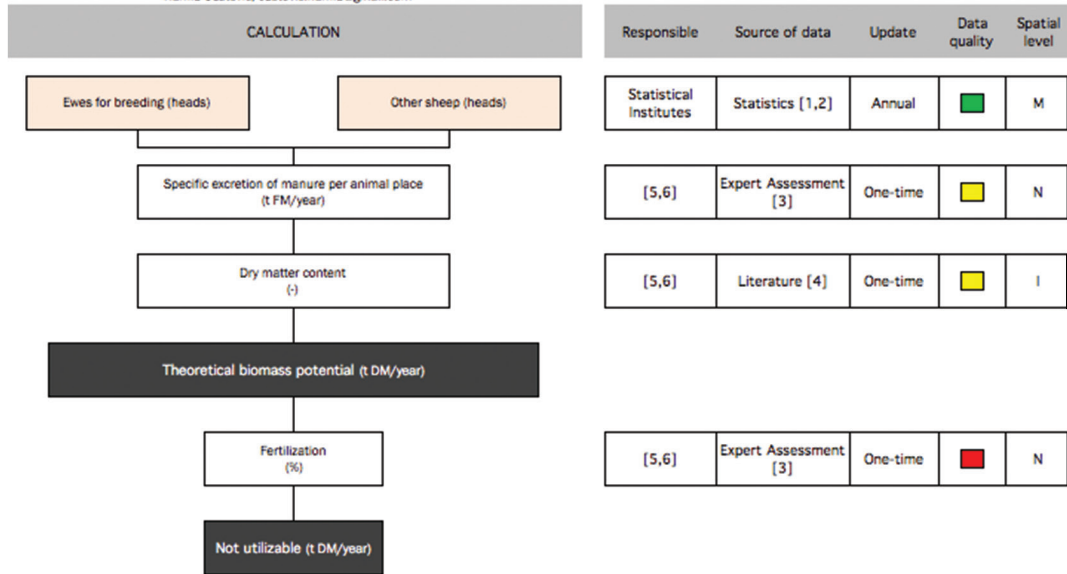 CALCULATION
Responsible Source of data Update Data quality Spatial level
Ewes for breeding (heads)
Other sheep (heads)
Statistical Institutes Statistics [1,2] Annual M
Specific excretion of manure per animal place
(t FM/year)
[5,6] Expert Assessment [3] One-time N
Dry matter content
(-)
[5,6] Literature [4] One-time I
Theoretical biomass potential (t DM/year)
Fertilization
(%)
[5,6] Expert Assessment [3] One-time N
Not utilizable (t DM/year)